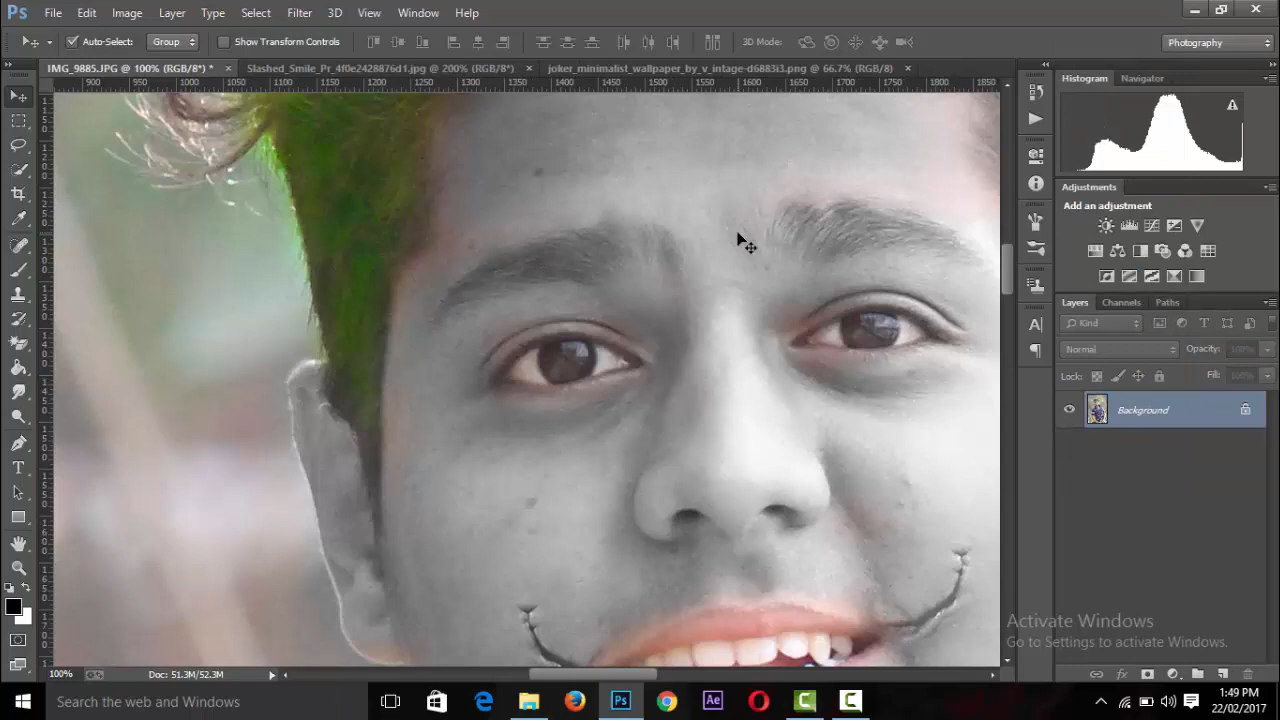 Ps File Edit Image Layer Type Select Filter 3D View Window Help
Auto-Select: Group Show Transform Controls 3D Mode: Photography
IMG_9885.JPG @ 100% (RGB/8*) * × Slashed_Smile_Pr_4f0e2428876d1.jpg @ 200% (RGB/8*) × joker_minimalist_wallpaper_by_v_intage-d6883i3.png @ 66.7% (RGB/8) ×
900 950 1000 1050 1100 1150 1200 1250 1300 1350 1400 1450 1500 1550 1600 1650 1700 1750 1800 1850
Histogram Navigator
Adjustments
Add an adjustment
Layers Channels Paths
Kind
Normal Opacity: 100%
Lock: Fill: 100%
Background
Activate Windows
Go to Settings to activate Windows.
100% Doc: 51.3M/52.3M
Search the web and Windows
Ps Ae
1:49 PM
22/02/2017